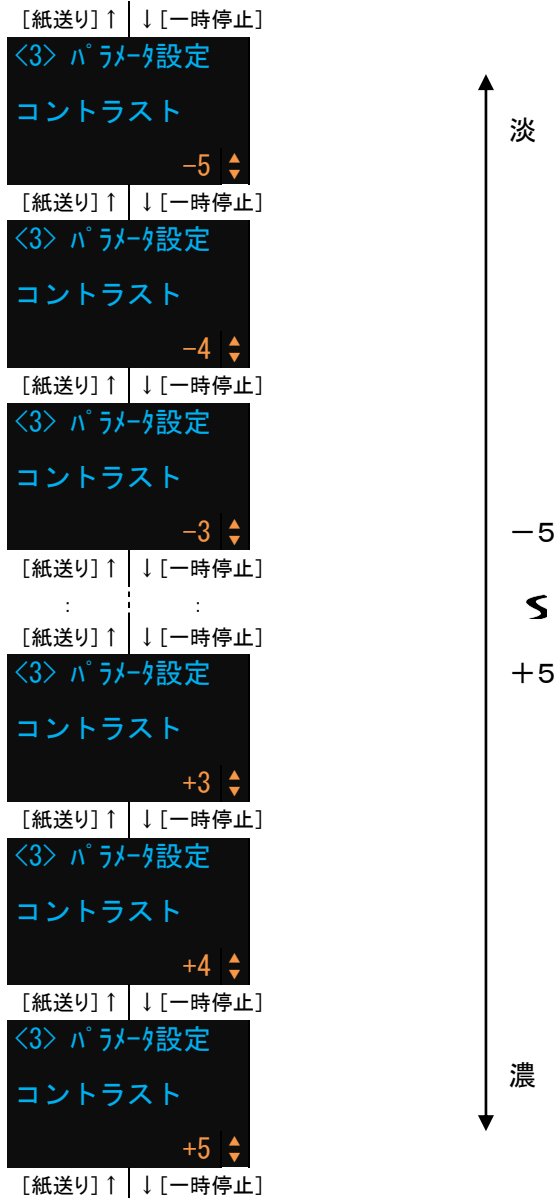 [紙送り]↑ ↓[一時停止]
<3> パラメータ設定
コントラスト
-5
淡
[紙送り]↑ ↓[一時停止]
<3> パラメータ設定
コントラスト
-4
[紙送り]↑ ↓[一時停止]
<3> パラメータ設定
コントラスト
-3
[紙送り]↑ ↓[一時停止]
: :
[紙送り]↑ ↓[一時停止]
-5
S
+5
<3> パラメータ設定
コントラスト
+3
[紙送り]↑ ↓[一時停止]
<3> パラメータ設定
コントラスト
+4
[紙送り]↑ ↓[一時停止]
<3> パラメータ設定
コントラスト
+5
濃
[紙送り]↑ ↓[一時停止]